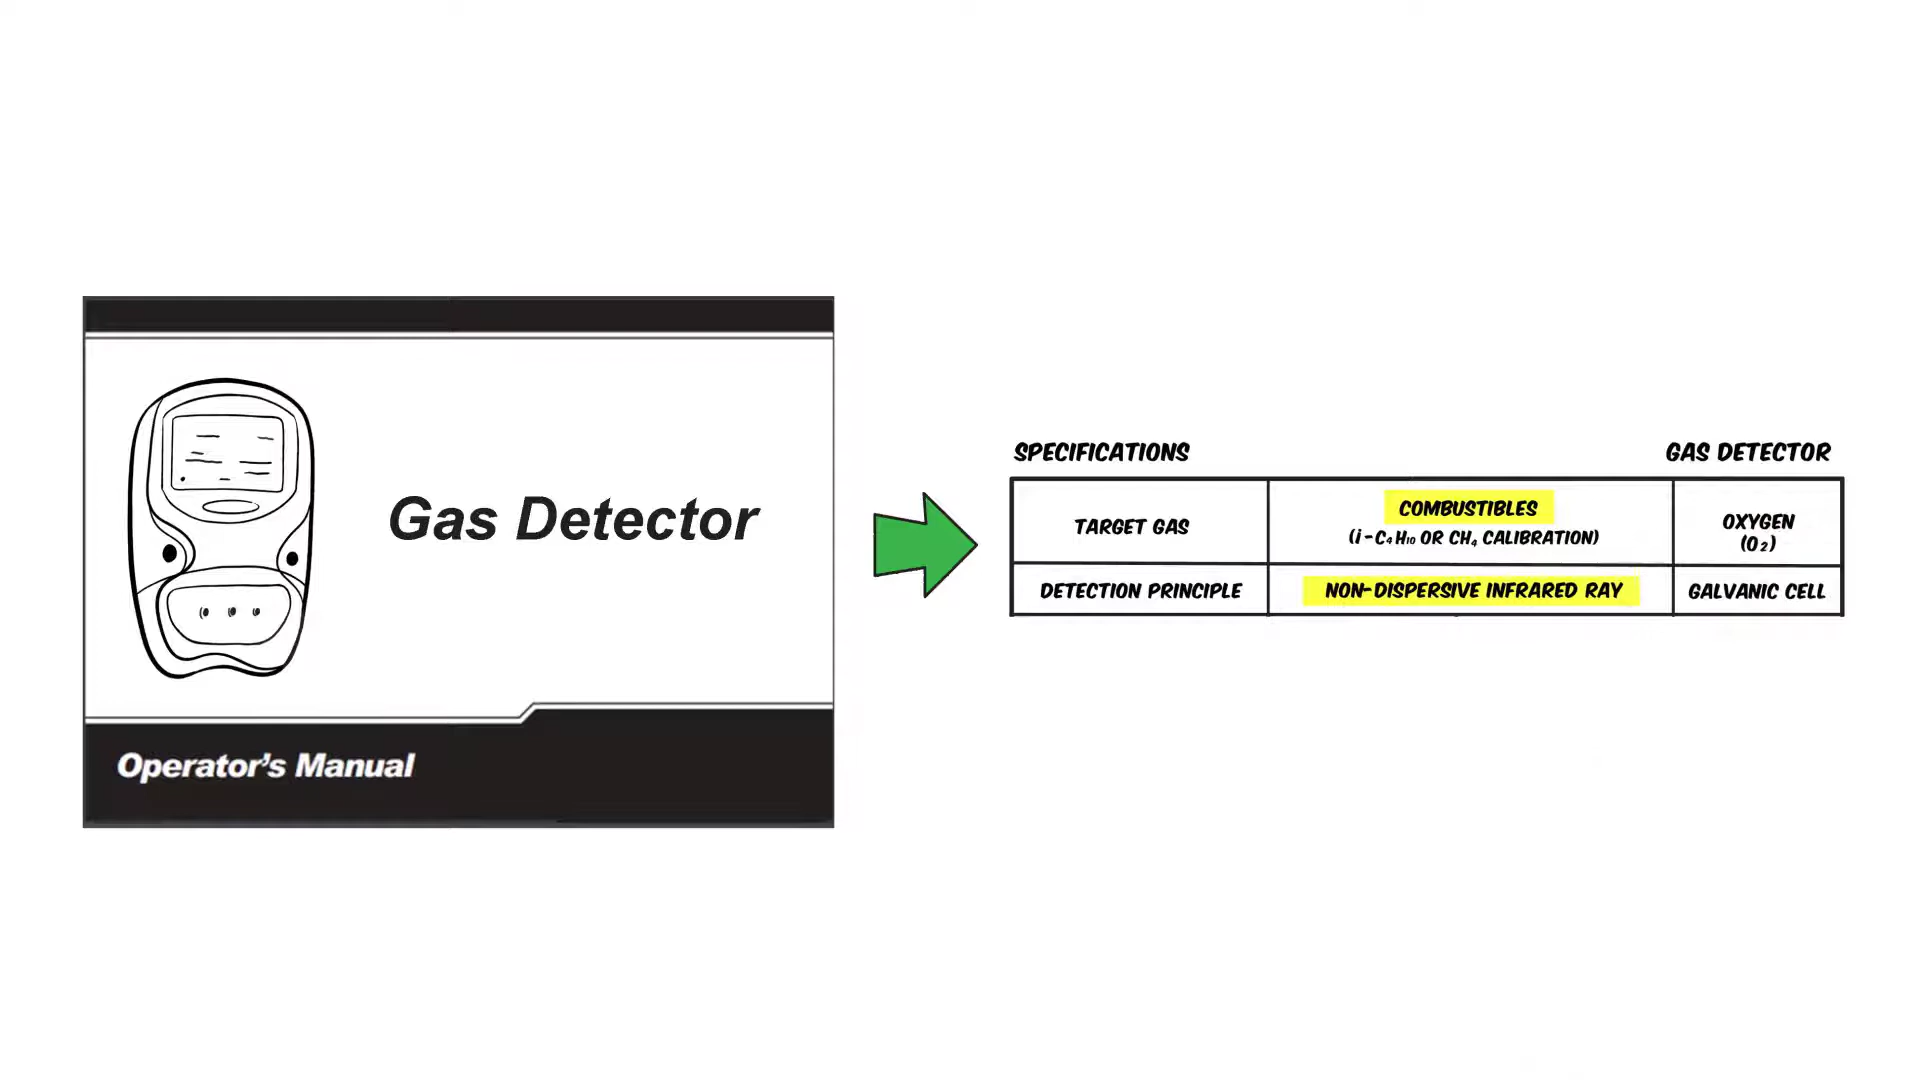 Gas Detector
Operator's Manual
SPECIFICATIONS GAS DETECTOR
TARGET GAS
COMBUSTIBLES
(i-C₄H₁₀ OR CH₄ CALIBRATION)
OXYGEN
(O₂)
DETECTION PRINCIPLE
NON-DISPERSIVE INFRARED RAY
GALVANIC CELL